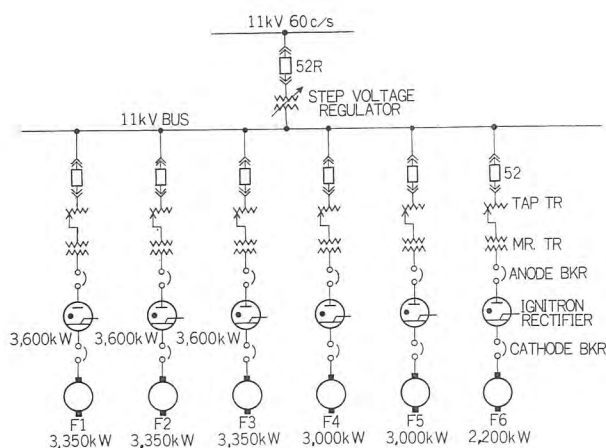 11kV 60c/s
52R
STEP VOLTAGE
REGULATOR
11kV BUS
52
TAP TR
MR. TR
ANODE BKR
IGNITRON
RECTIFIER
3,600kW 3,600kW 3,600kW
CATHODE BKR
F1 F2 F3 F4 F5 F6
3,350kW 3,350kW 3,350kW 3,000kW 3,000kW 2,200kW